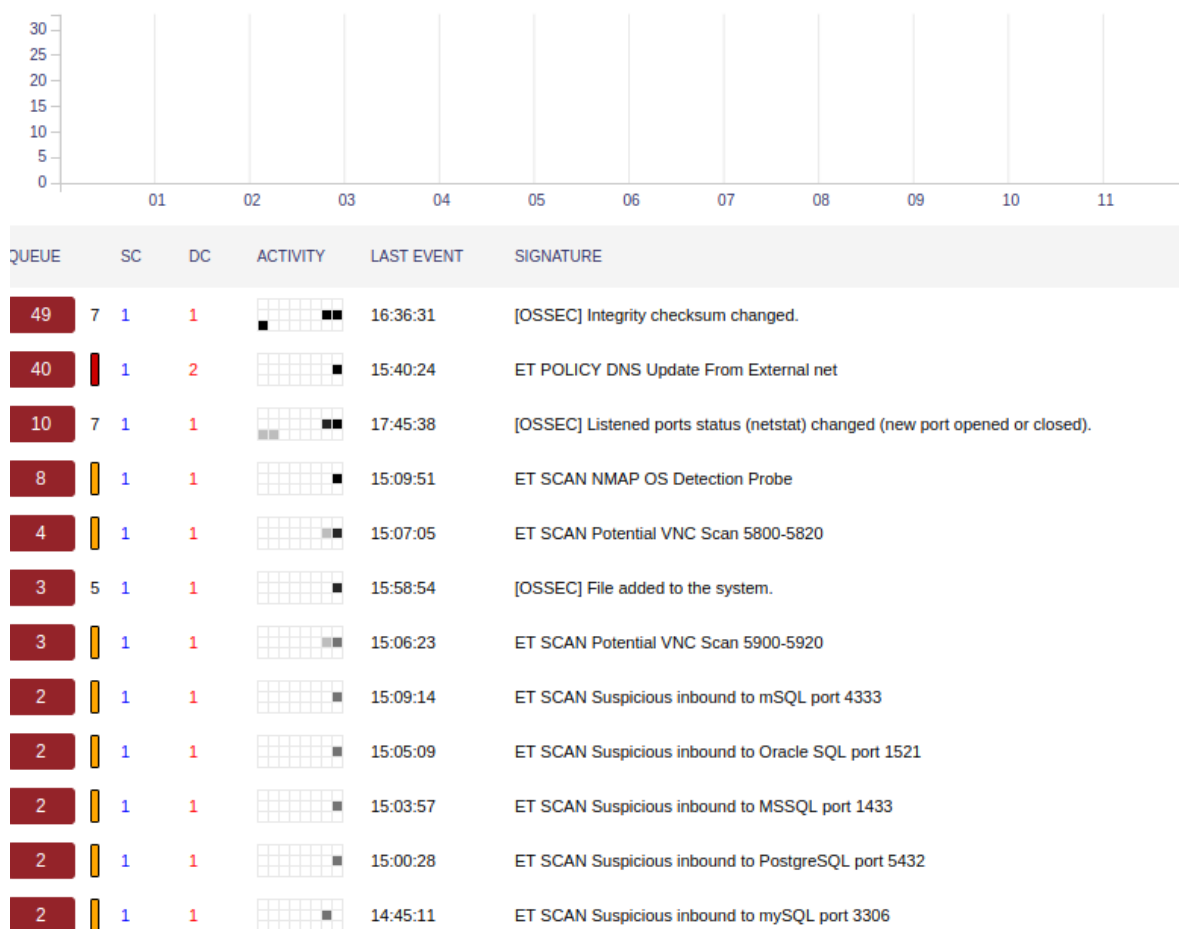 30
25
20
15
10
5
0
01 02 03 04 05 06 07 08 09 10 11
QUEUE SC DC ACTIVITY LAST EVENT SIGNATURE
49 7 1 1 16:36:31 [OSSEC] Integrity checksum changed.
40 1 2 15:40:24 ET POLICY DNS Update From External net
10 7 1 1 17:45:38 [OSSEC] Listened ports status (netstat) changed (new port opened or closed).
8 1 1 15:09:51 ET SCAN NMAP OS Detection Probe
4 1 1 15:07:05 ET SCAN Potential VNC Scan 5800-5820
3 5 1 1 15:58:54 [OSSEC] File added to the system.
3 1 1 15:06:23 ET SCAN Potential VNC Scan 5900-5920
2 1 1 15:09:14 ET SCAN Suspicious inbound to mSQL port 4333
2 1 1 15:05:09 ET SCAN Suspicious inbound to Oracle SQL port 1521
2 1 1 15:03:57 ET SCAN Suspicious inbound to MSSQL port 1433
2 1 1 15:00:28 ET SCAN Suspicious inbound to PostgreSQL port 5432
2 1 1 14:45:11 ET SCAN Suspicious inbound to mySQL port 3306